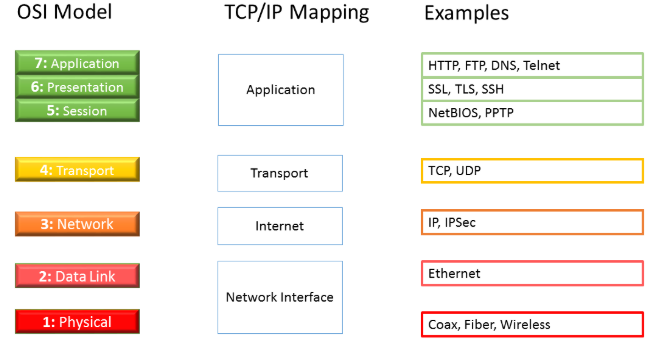 OSI Model TCP/IP Mapping Examples
7: Application
6: Presentation
5: Session
Application
HTTP, FTP, DNS, Telnet
SSL, TLS, SSH
NetBIOS, PPTP
4: Transport
Transport
TCP, UDP
3: Network
Internet
IP, IPSec
2: Data Link
1: Physical
Network Interface
Ethernet
Coax, Fiber, Wireless